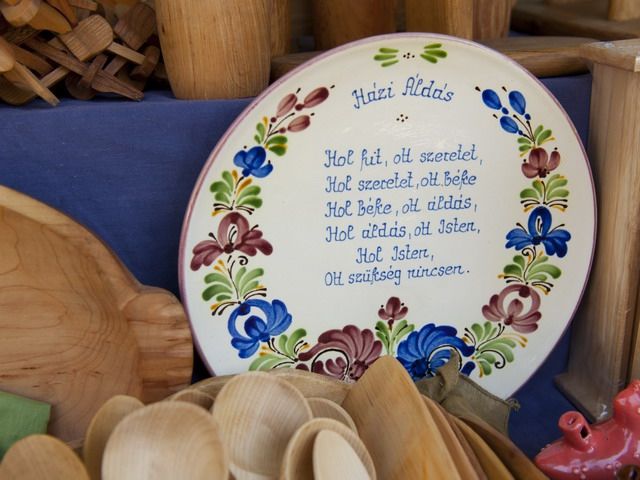 Házi Áldás
Hol hit, ott szeretet,
Hol szeretet, ott béke
Hol béke, ott áldás,
Hol áldás, ott Isten,
Hol Isten,
Ott szükség nincsen.